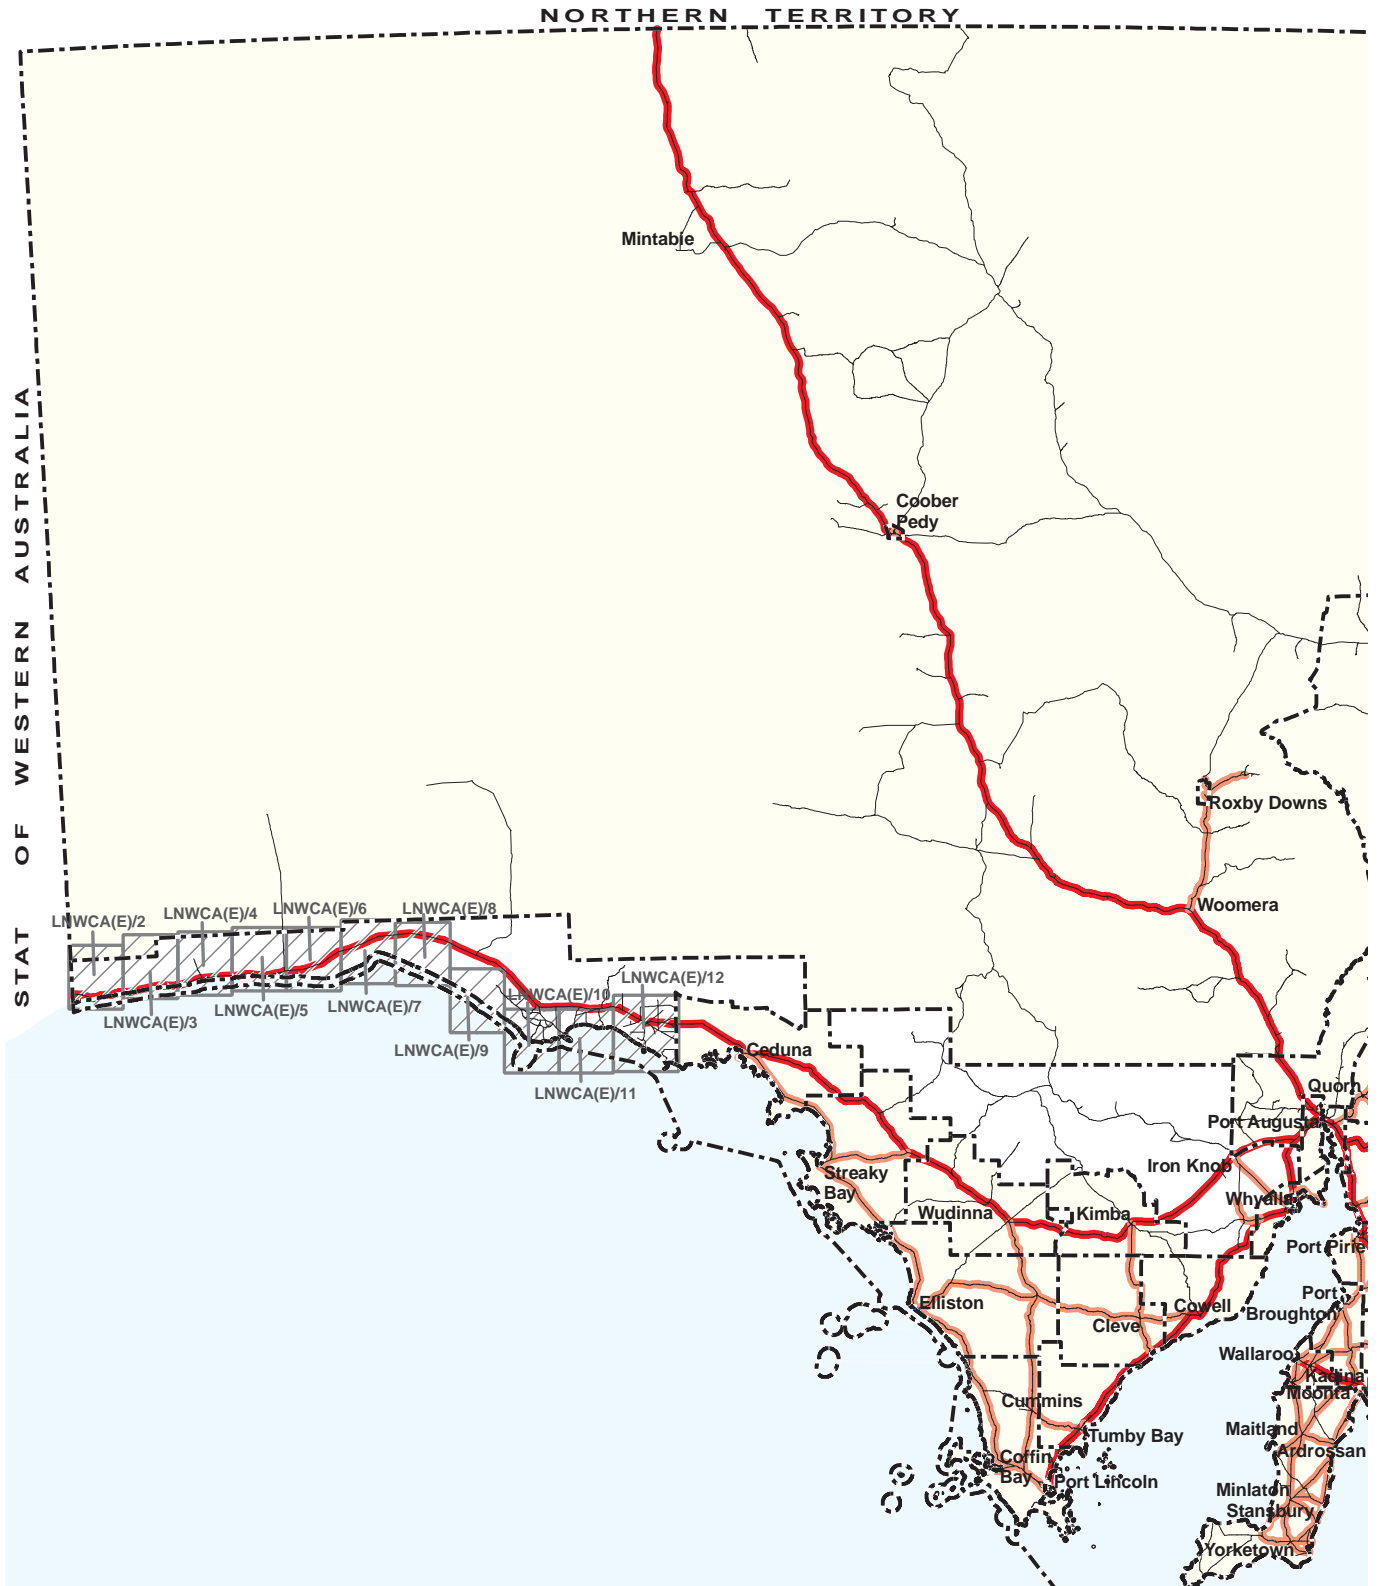 NORTHERN TERRITORY
STAT OF WESTERN AUSTRALIA
Mintabie
Coober
Pedy
Roxby Downs
Woomera
LNWCA(E)/2
LNWCA(E)/4
LNWCA(E)/6
LNWCA(E)/8
LNWCA(E)/12
LNWCA(E)/10
LNWCA(E)/3
LNWCA(E)/5
LNWCA(E)/7
LNWCA(E)/9
LNWCA(E)/11
Ceduna
Quorn
Port Augusta
Iron Knob
Streaky
Bay
Whyalla
Wudinna
Kimba
Port Pirie
Elliston
Port
Broughton
Cowell
Cleve
Wallaroo
Kadina
Moonta
Cummins
Maitland
Tumby Bay
Ardrossan
Coffin
Bay
Port Lincoln
Minlaton
Stansbury
Yorketown